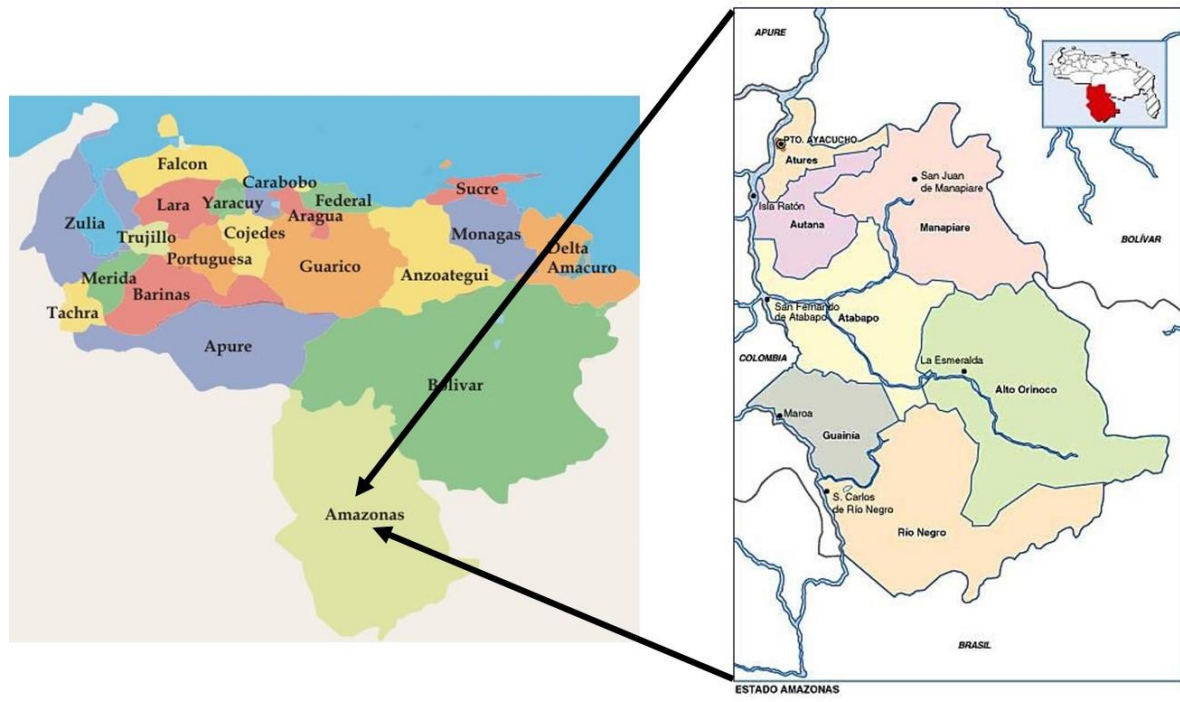 Falcon
Carabobo
Zulia
Lara
Yaracuy
Federal
Sucre
Aragua
Trujillo
Cojedes
Monagas
Portuguesa
Guarico
Delta
Amacuro
Merida
Barinas
Anzoategui
Tachra
Apure
Bolivar
Amazonas
APURE
PTO. AYACUCHO
Atures
San Juan
de Manapiare
Isla Ratón
Autana
Manapiare
BOLÍVAR
San Fernando
de Atabapo
Atabapo
COLOMBIA
La Esmeralda
Alto Orinoco
Maroa
Guainía
S. Carlos
de Río Negro
Río Negro
BRASIL
ESTADO AMAZONAS